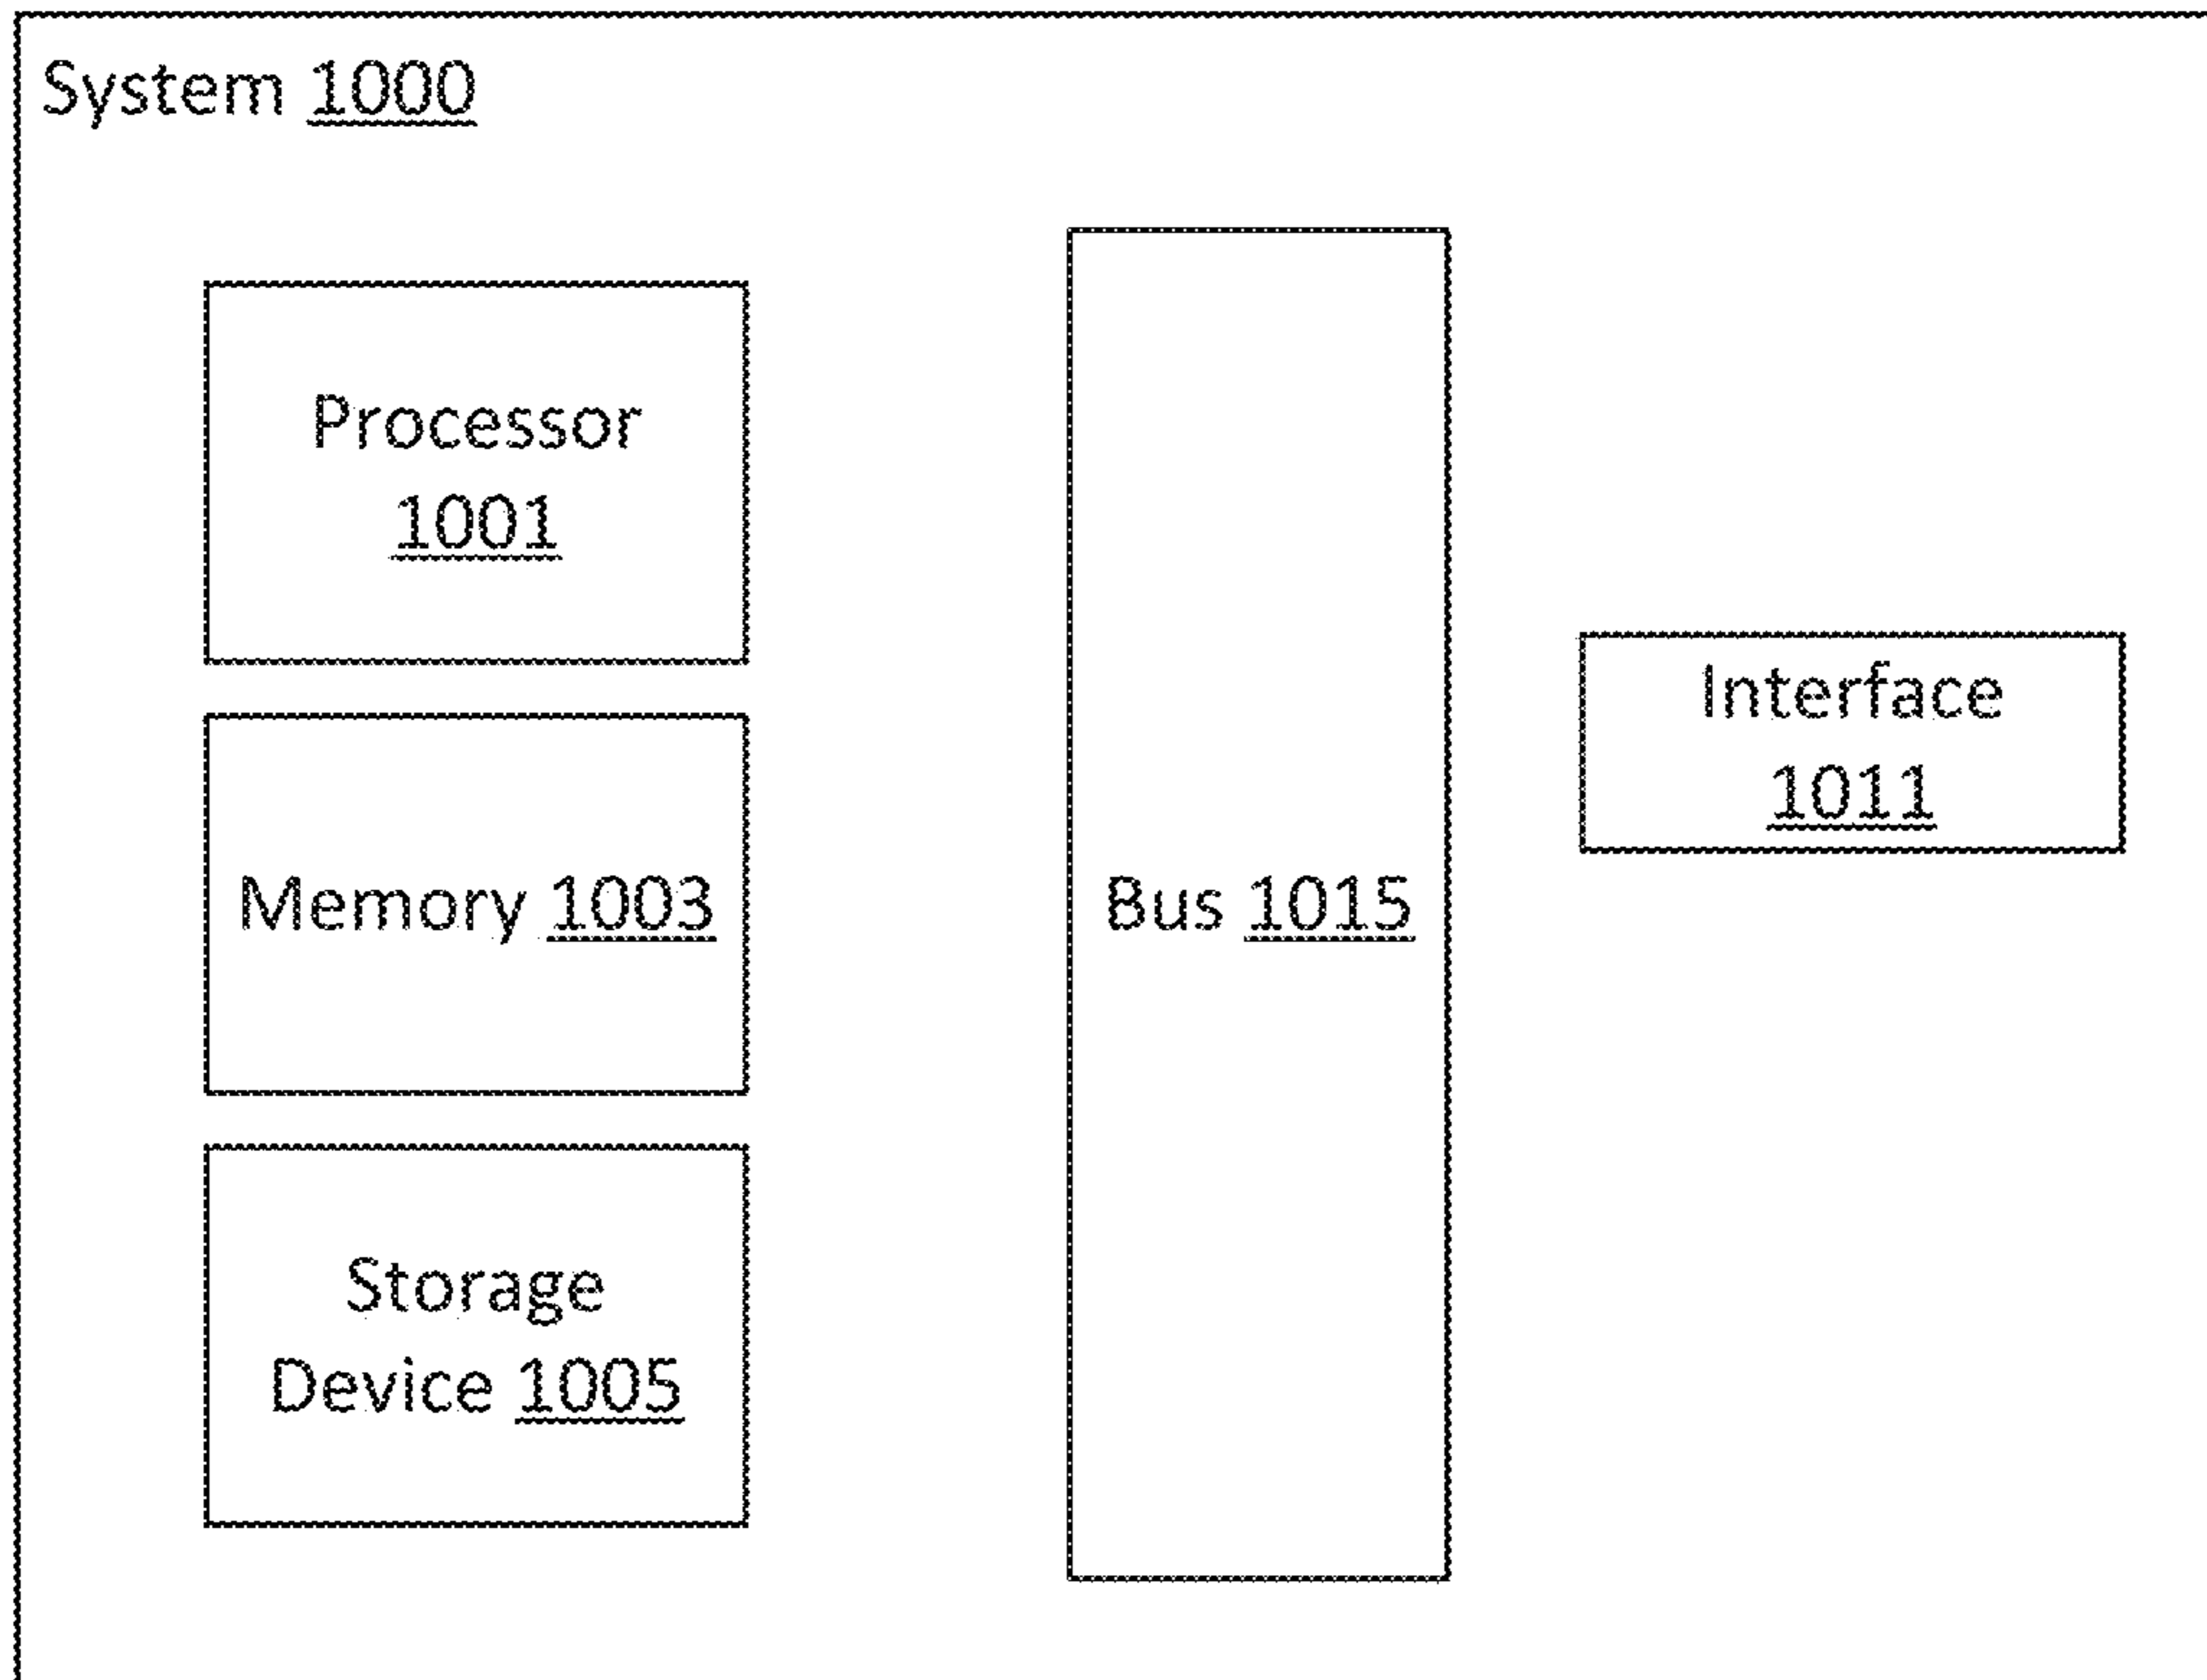 System 1000
Processor
1001
Memory 1003
Storage
Device 1005
Bus 1015
Interface
1011